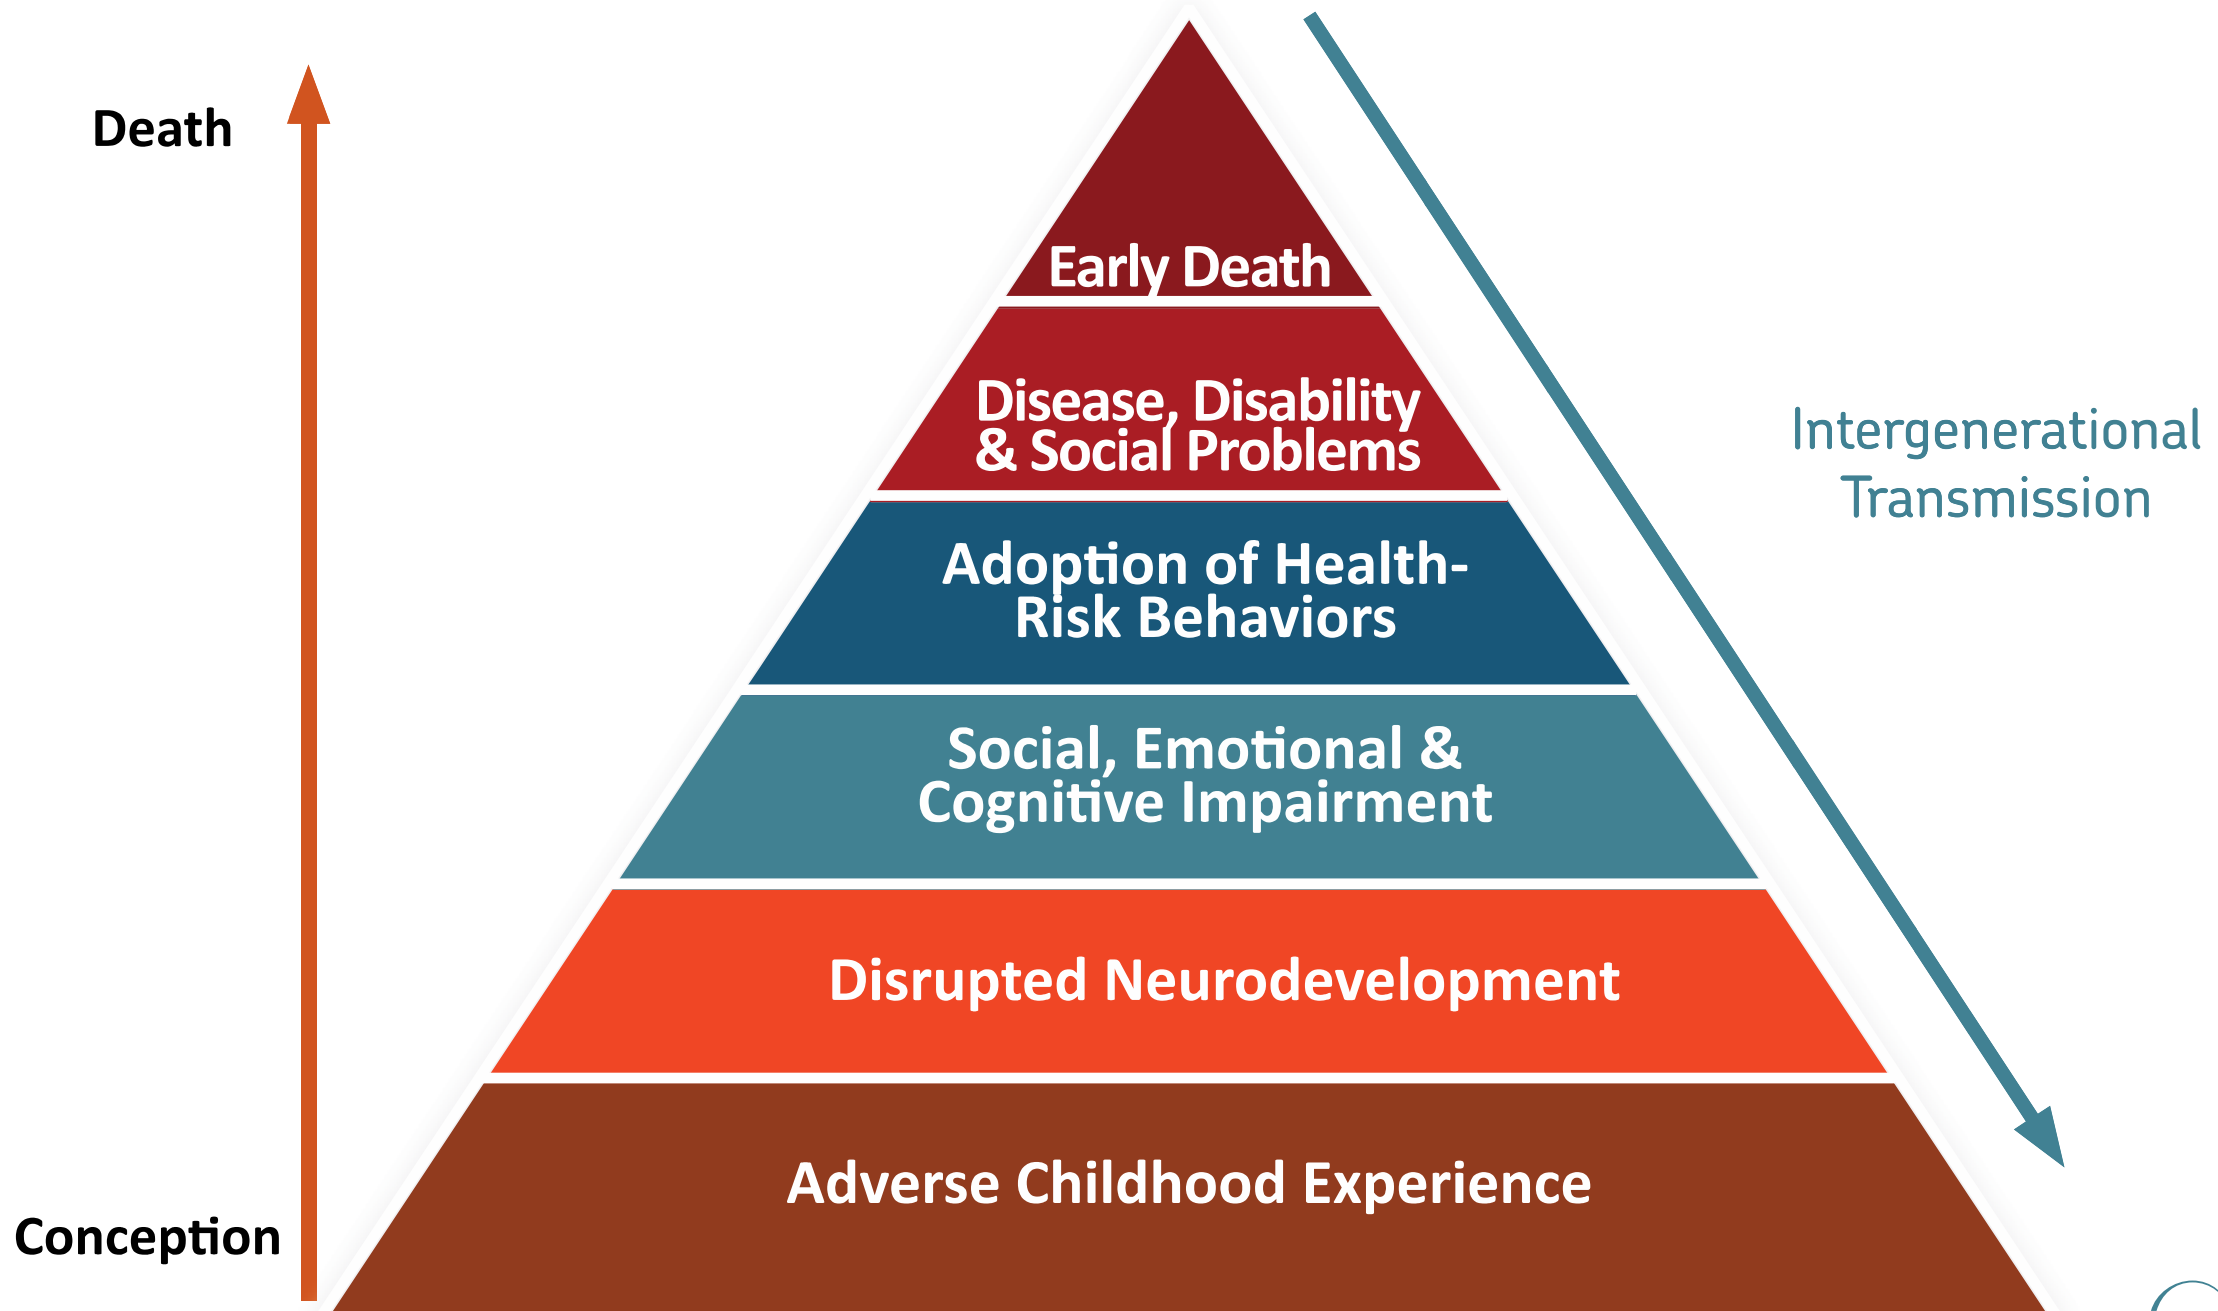 Death
Early Death
Disease, Disability
& Social Problems
Intergenerational
Transmission
Adoption of Health-
Risk Behaviors
Social, Emotional &
Cognitive Impairment
Disrupted Neurodevelopment
Adverse Childhood Experience
Conception